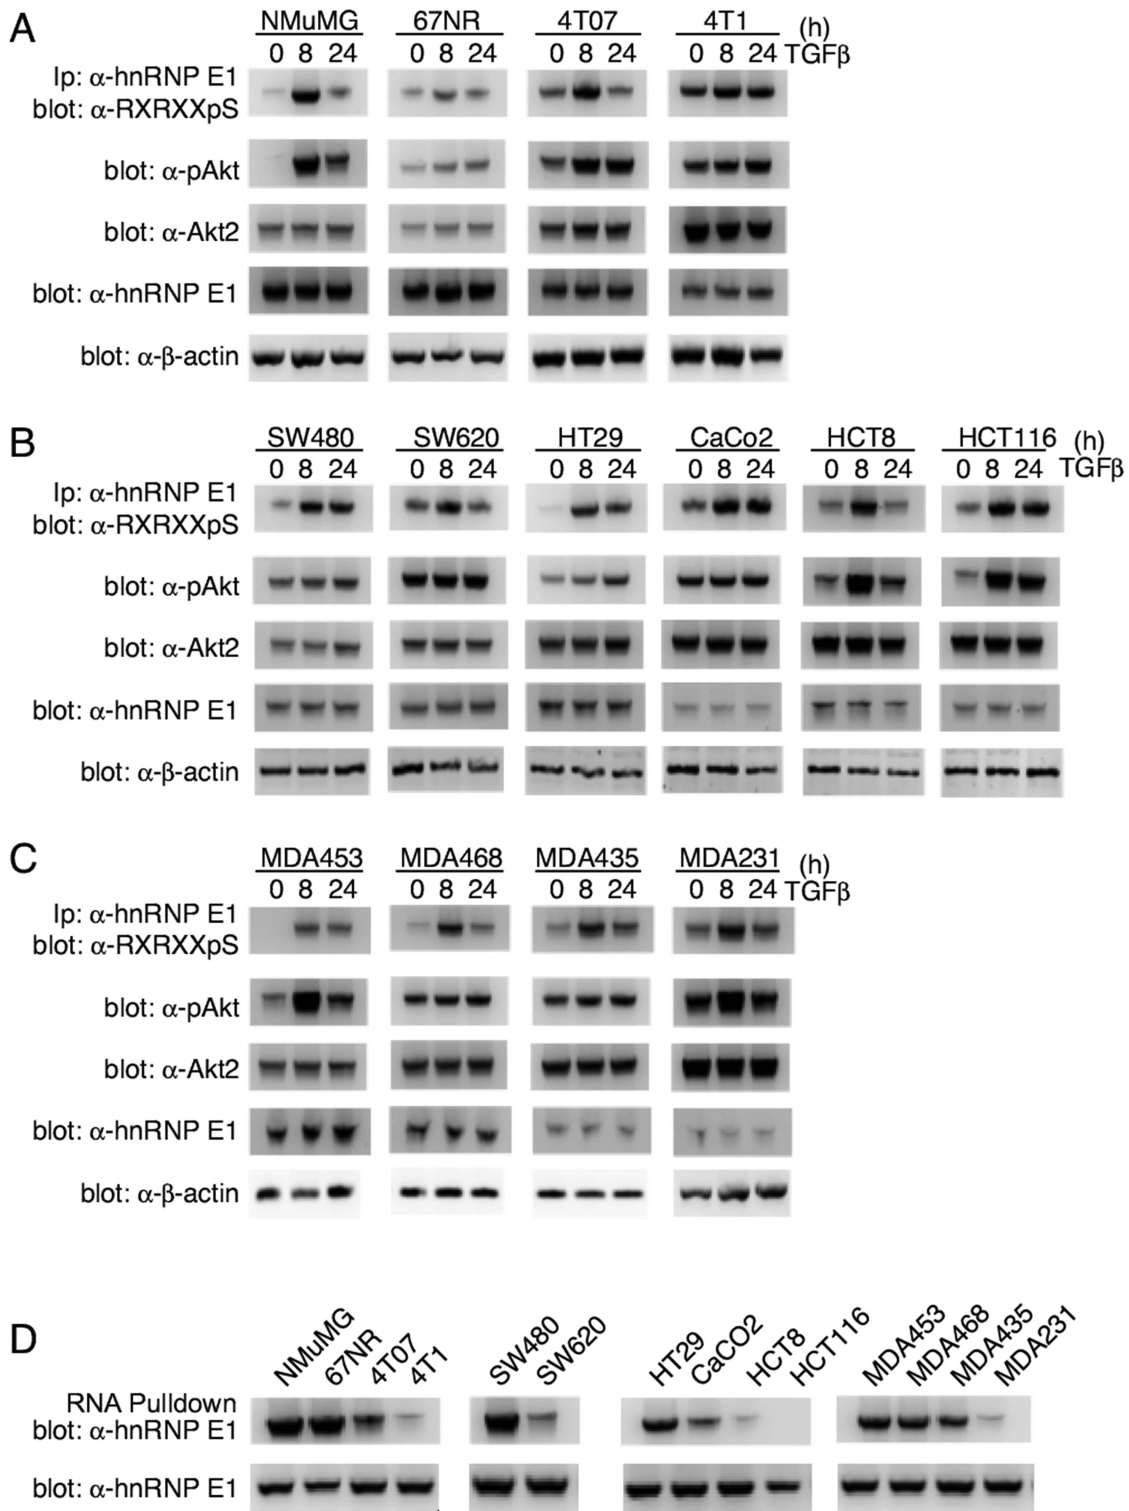 A
NMuMG 67NR 4T07 4T1 (h)
0 8 24 0 8 24 0 8 24 0 8 24 TGFβ
Ip: α-hnRNP E1
blot: α-RXRXXpS
blot: α-pAkt
blot: α-Akt2
blot: α-hnRNP E1
blot: α-β-actin
B
SW480 SW620 HT29 CaCo2 HCT8 HCT116 (h)
0 8 24 0 8 24 0 8 24 0 8 24 0 8 24 0 8 24 TGFβ
Ip: α-hnRNP E1
blot: α-RXRXXpS
blot: α-pAkt
blot: α-Akt2
blot: α-hnRNP E1
blot: α-β-actin
C
MDA453 MDA468 MDA435 MDA231 (h)
0 8 24 0 8 24 0 8 24 0 8 24 TGFβ
Ip: α-hnRNP E1
blot: α-RXRXXpS
blot: α-pAkt
blot: α-Akt2
blot: α-hnRNP E1
blot: α-β-actin
D
NMuMG 67NR 4T07 4T1 SW480 SW620 HT29 CaCO2 HCT8 HCT116 MDA453 MDA468 MDA435 MDA231
RNA Pulldown
blot: α-hnRNP E1
blot: α-hnRNP E1